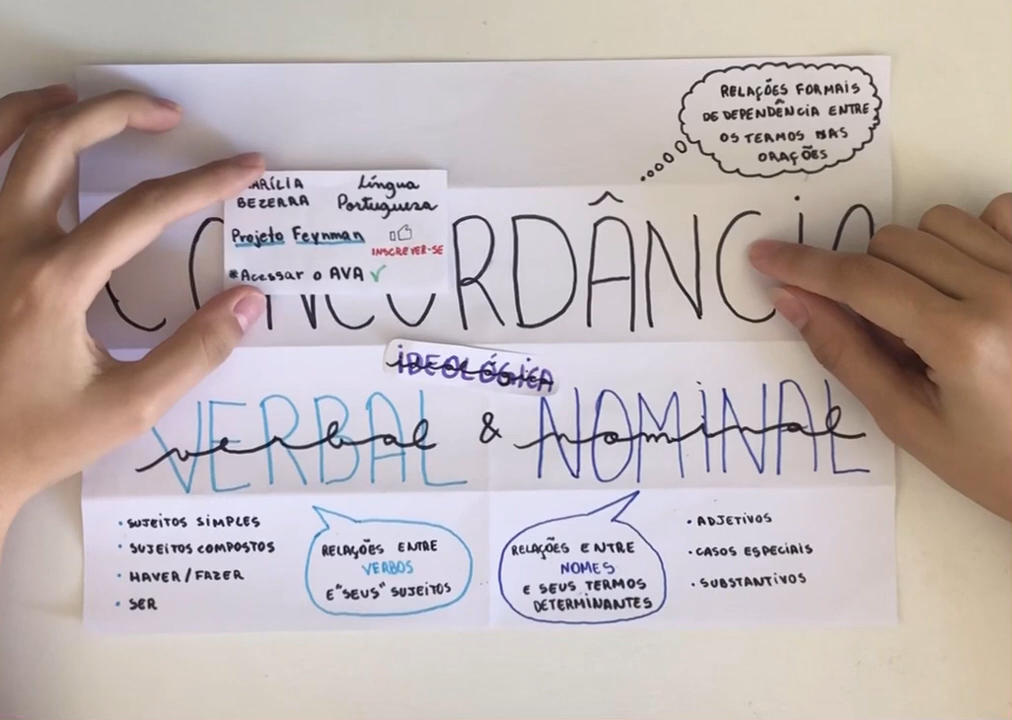 RELAÇÕES FORMAIS
DE DEPENDÊNCIA ENTRE
OS TERMOS NAS
ORAÇÕES
MARÍLIA
BEZERRA
Língua
Portuguesa
Projeto Feynman
INSCREVER-SE
*Acessar o AVA ✓
CONCORDÂNCIA
IDEOLÓGICA
VERBAL & NOMINAL
verbal nominal
• SUJEITOS SIMPLES
• SUJEITOS COMPOSTOS
• HAVER/FAZER
• SER
RELAÇÕES ENTRE
VERBOS
E "SEUS" SUJEITOS
RELAÇÕES ENTRE
NOMES
E SEUS TERMOS
DETERMINANTES
• ADJETIVOS
• CASOS ESPECIAIS
• SUBSTANTIVOS